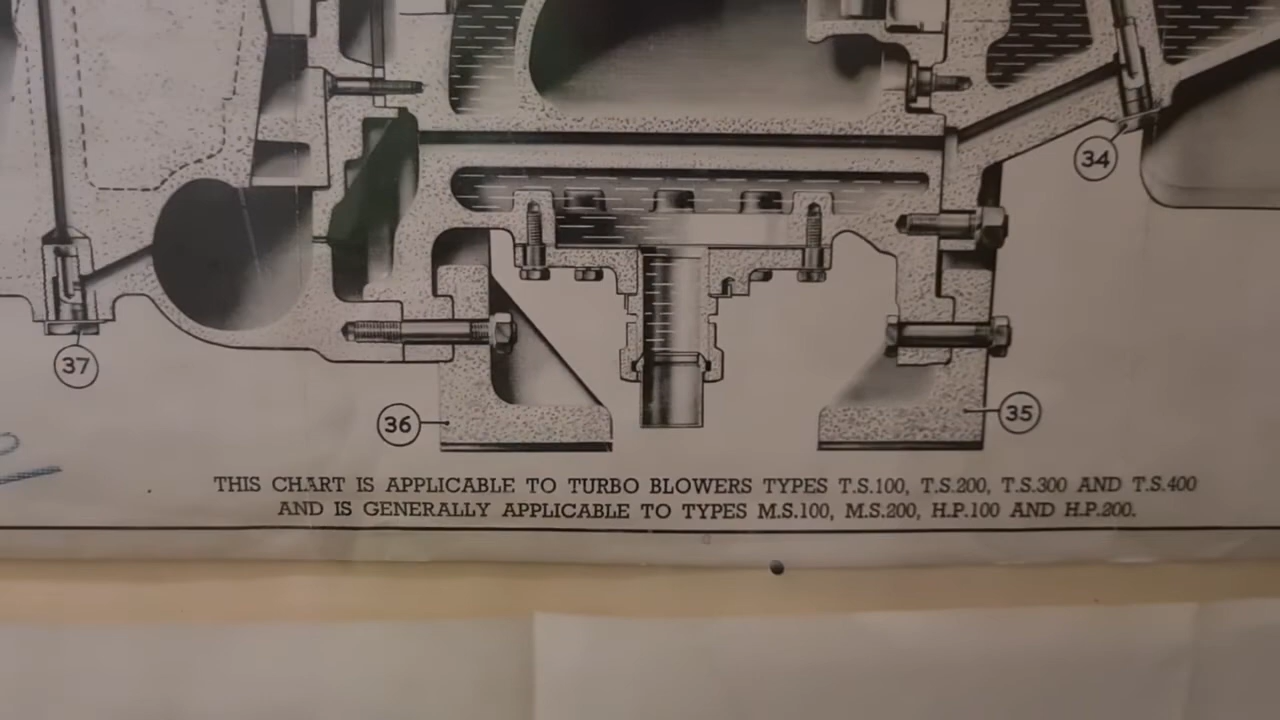 34
37
36
35
THIS CHART IS APPLICABLE TO TURBO BLOWERS TYPES T.S.100, T.S.200, T.S.300 AND T.S.400
AND IS GENERALLY APPLICABLE TO TYPES M.S.100, M.S.200, H.P.100 AND H.P.200.